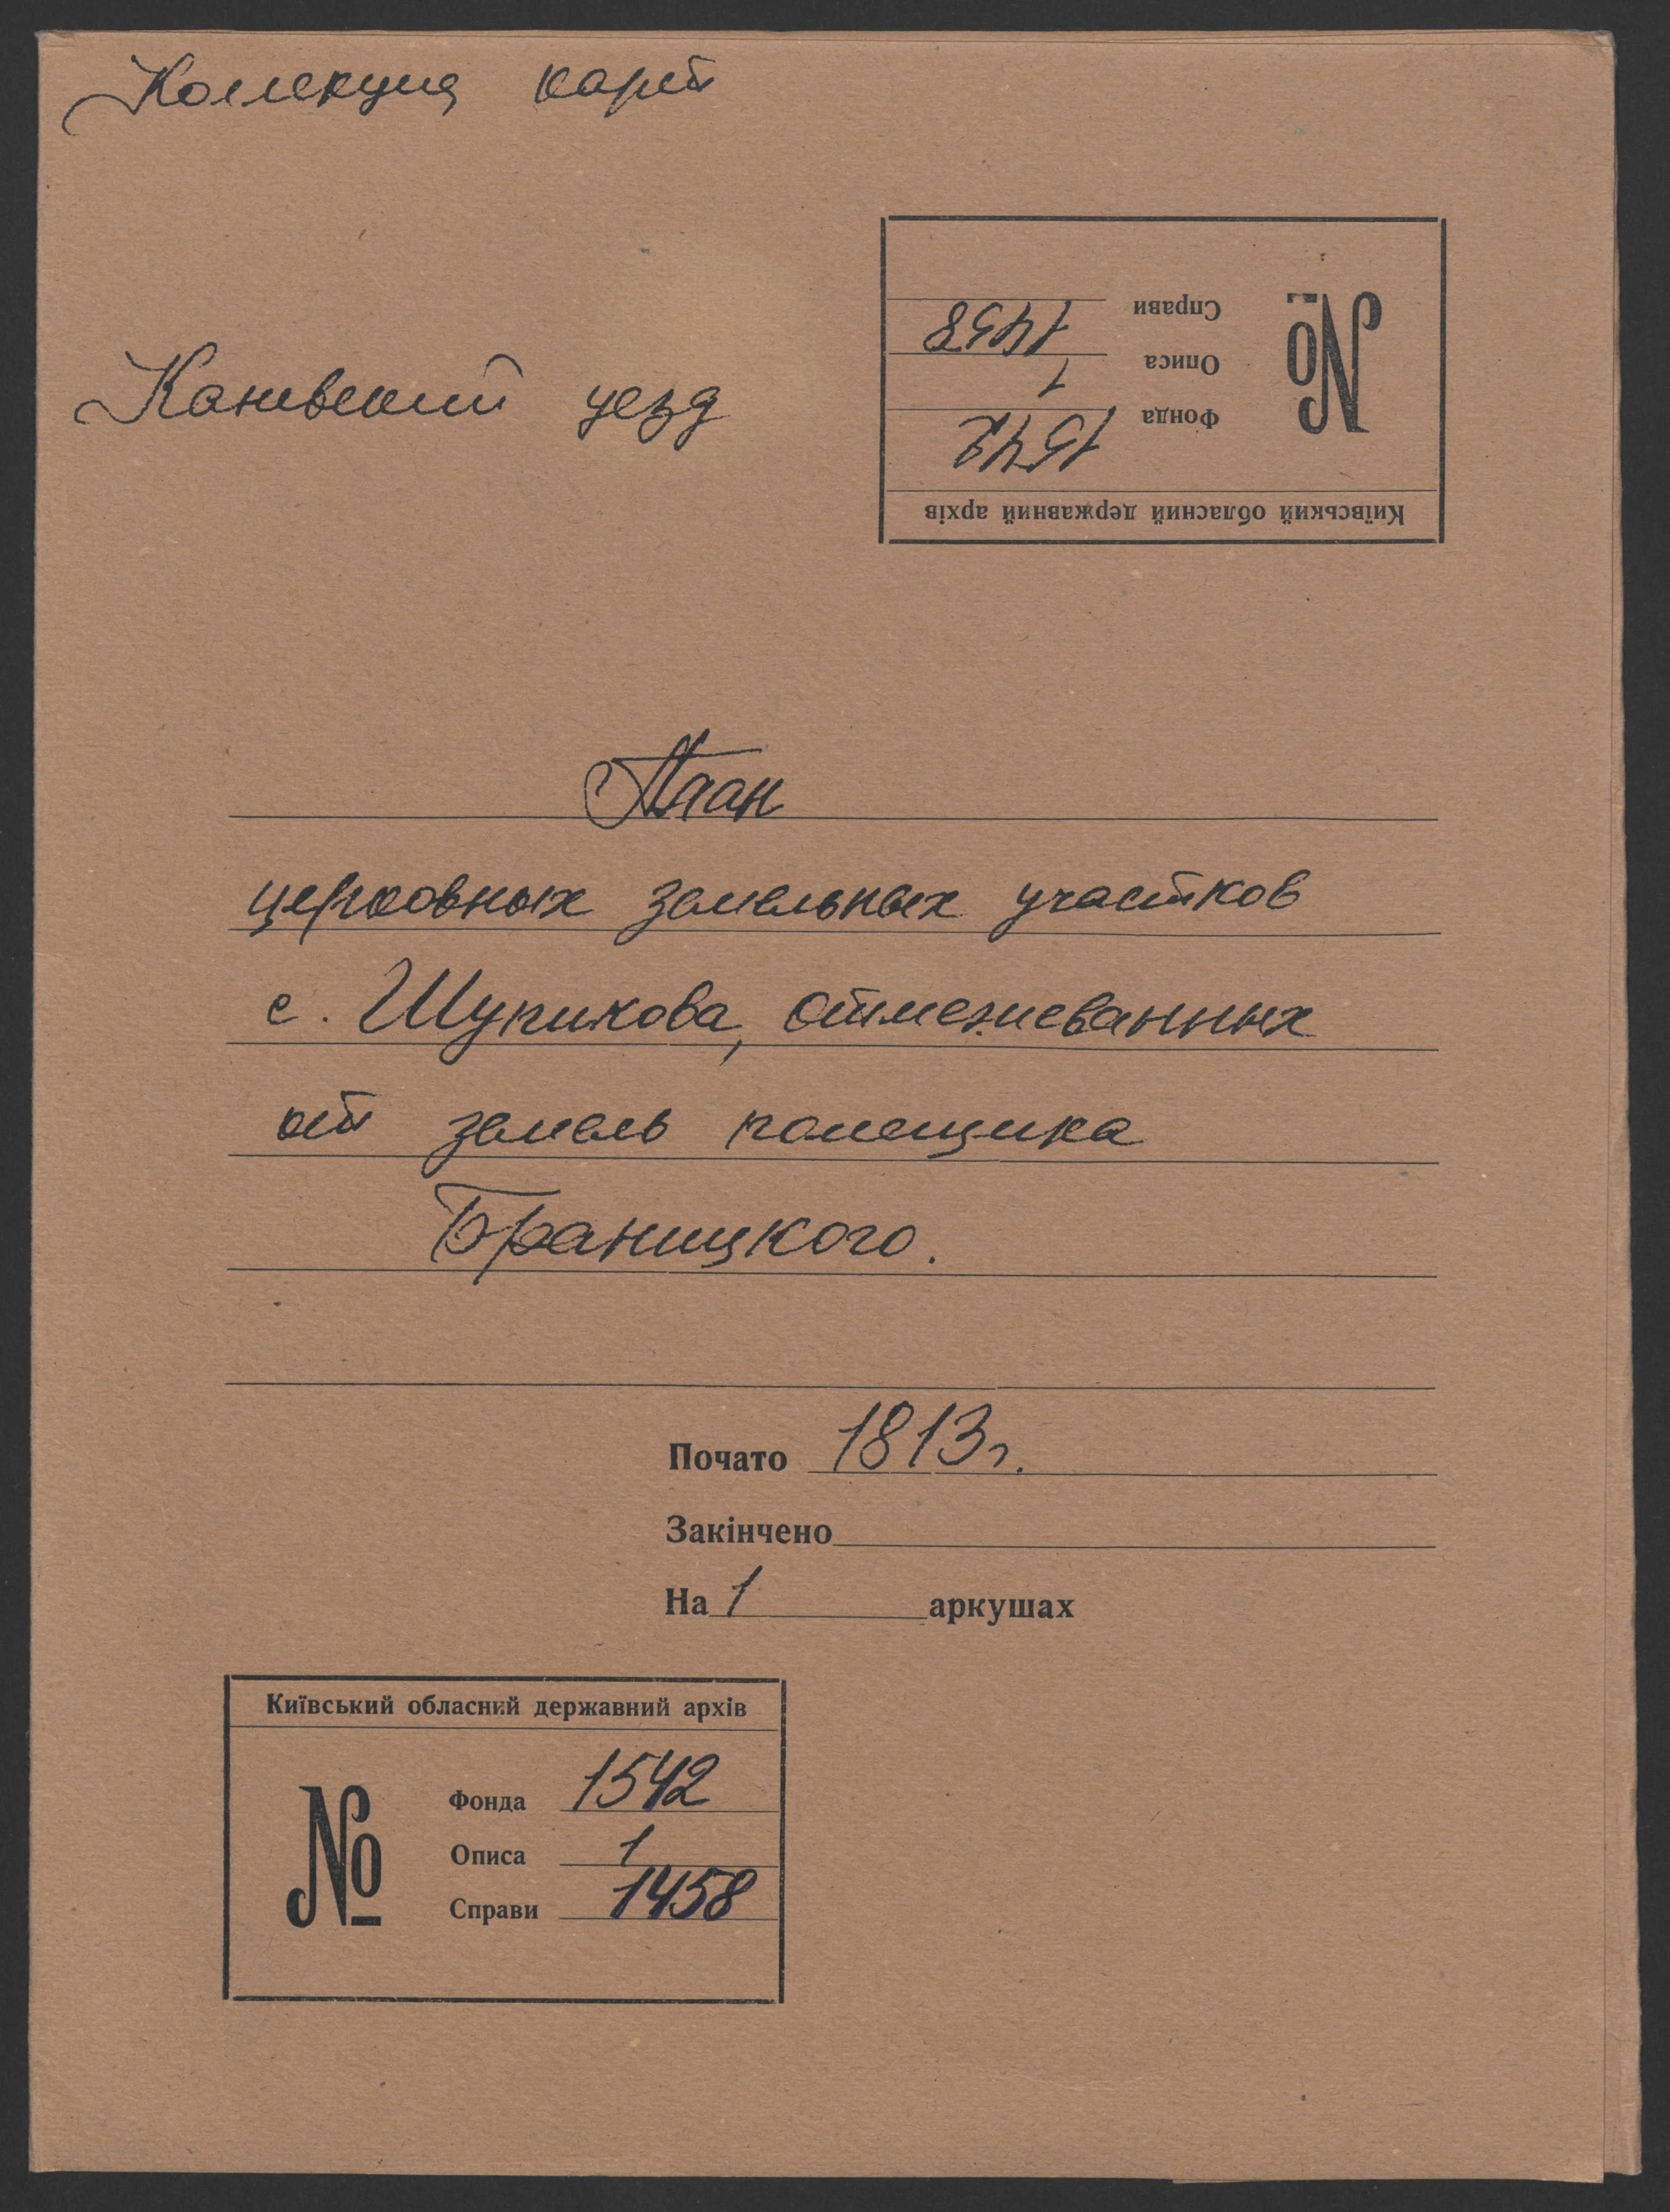 Коллекция карт
Каневский уезд
Справи 1458
Описа 1
Фонда 1542
№
Київський обласний державний архів
План
церковных земельных участков
с. Шупикова, отмежеванных
от земель помещика
Браницкого.
Почато 1813 г.
Закінчено
На 1 аркушах
Київський обласний державний архів
№
Фонда 1542
Описа 1
Справи 1458